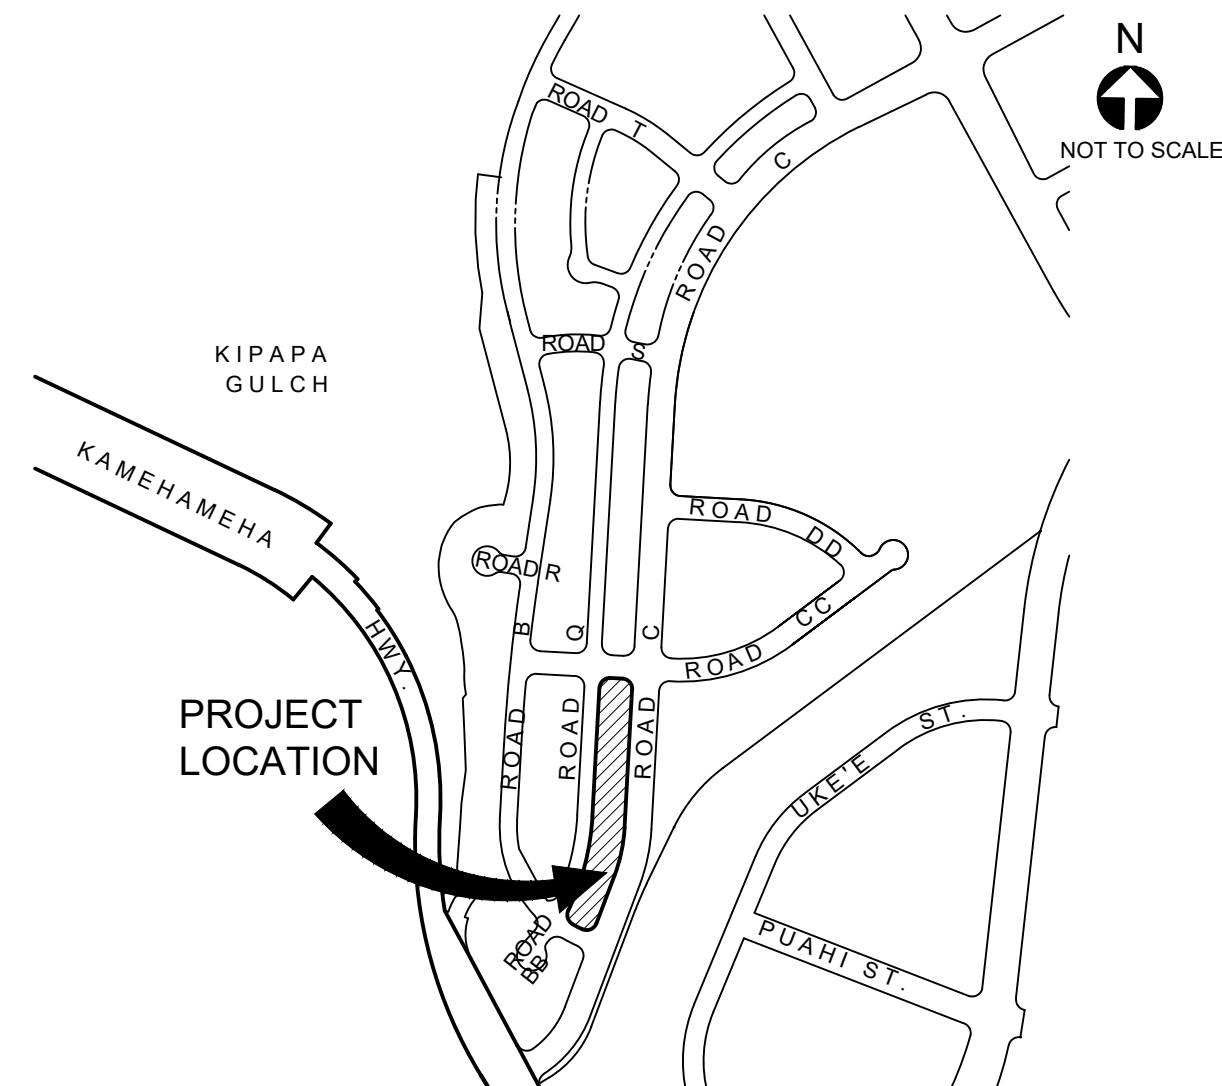 N
NOT TO SCALE
ROAD T
C
ROAD
ROAD S
KIPAPA
GULCH
KAMEHAMEHA
HWY.
ROAD DD
ROAD R
ROAD CC
B
Q
C
ROAD
ROAD
ROAD
PROJECT
LOCATION
UKE'E ST.
PUAHI ST.
ROAD
BB